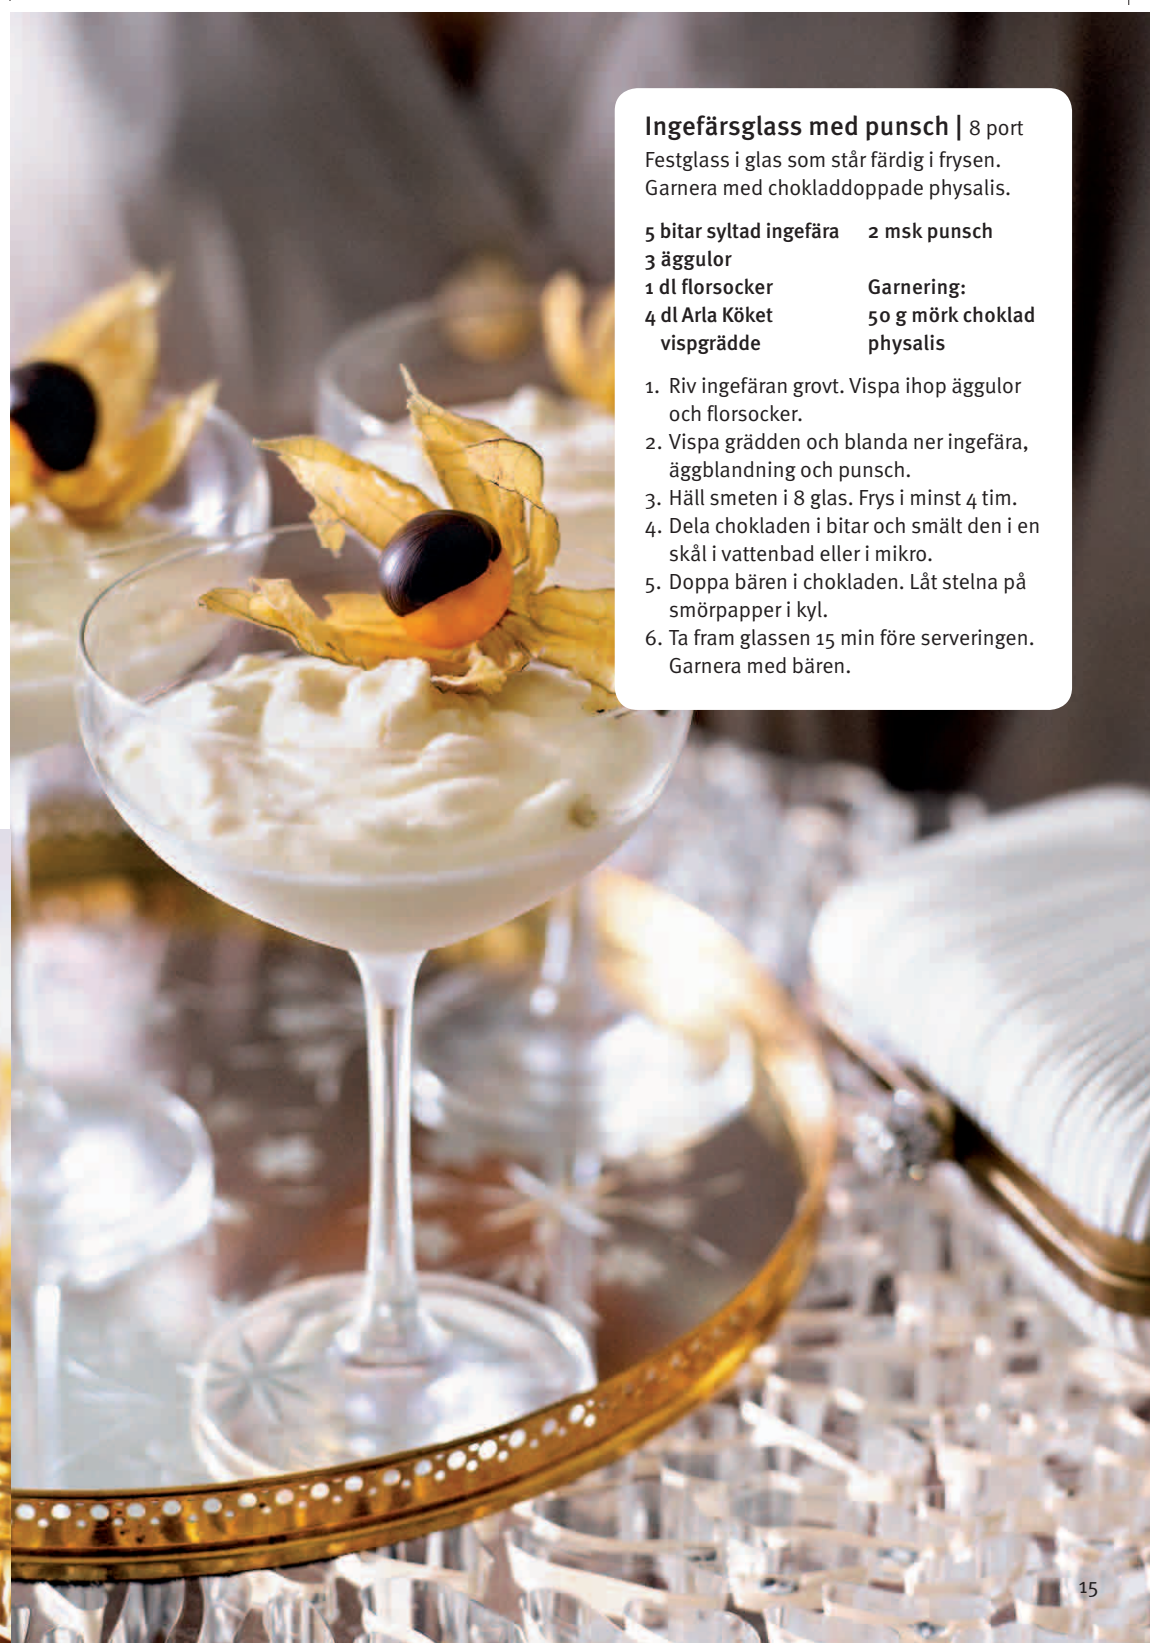 Ingefärsglass med punsch | 8 port
Festglass i glas som står färdig i frysen.
Garnera med chokladdoppade physalis.
5 bitar syltad ingefära
3 äggulor
1 dl florsocker
4 dl Arla Köket
vispgrädde
2 msk punsch
Garnering:
50 g mörk choklad
physalis
1. Riv ingefäran grovt. Vispa ihop äggulor
och florsocker.
2. Vispa grädden och blanda ner ingefära,
äggblandning och punsch.
3. Häll smeten i 8 glas. Frys i minst 4 tim.
4. Dela chokladen i bitar och smält den i en
skål i vattenbad eller i mikro.
5. Doppa bären i chokladen. Låt stelna på
smörpapper i kyl.
6. Ta fram glassen 15 min före serveringen.
Garnera med bären.
15